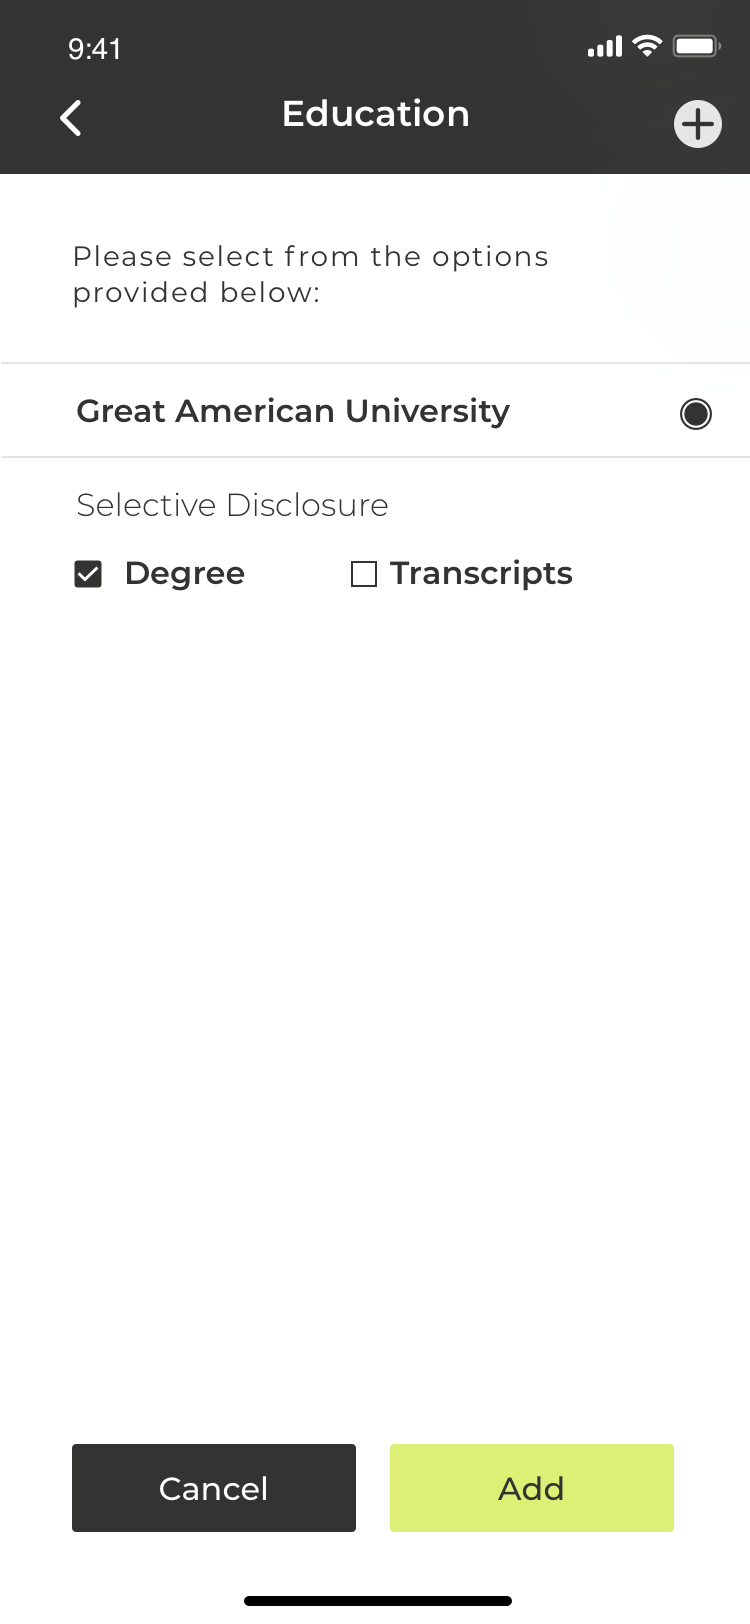 9:41
Education
Please select from the options
provided below:
Great American University
Selective Disclosure
Degree
Transcripts
Cancel
Add